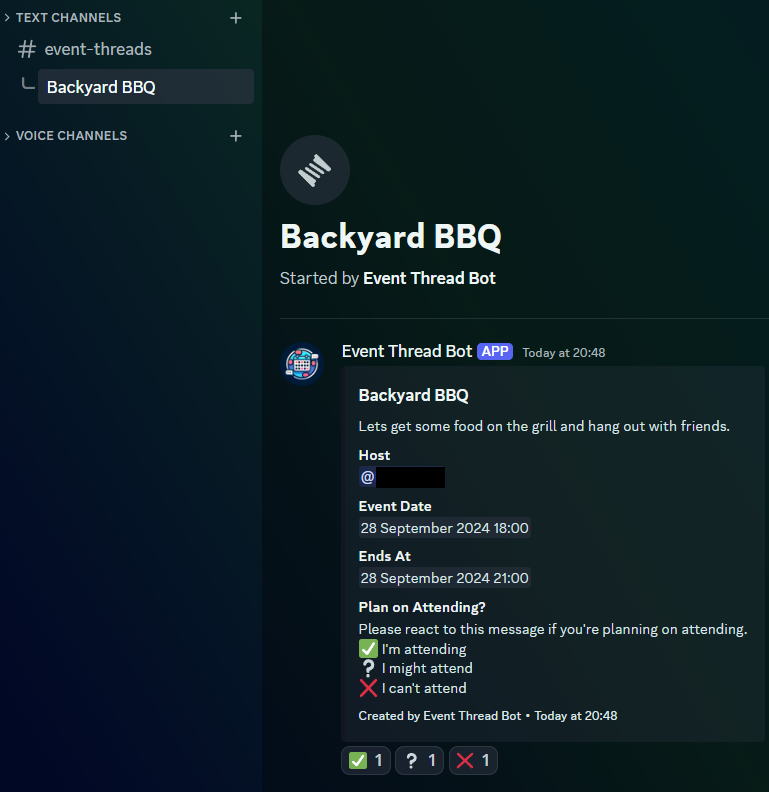 TEXT CHANNELS
event-threads
Backyard BBQ
VOICE CHANNELS
Backyard BBQ
Started by Event Thread Bot
Event Thread Bot APP Today at 20:48
Backyard BBQ
Lets get some food on the grill and hang out with friends.
Host
@
Event Date
28 September 2024 18:00
Ends At
28 September 2024 21:00
Plan on Attending?
Please react to this message if you're planning on attending.
✅ I'm attending
❔ I might attend
❌ I can't attend
Created by Event Thread Bot • Today at 20:48
✅ 1 ❔ 1 ❌ 1